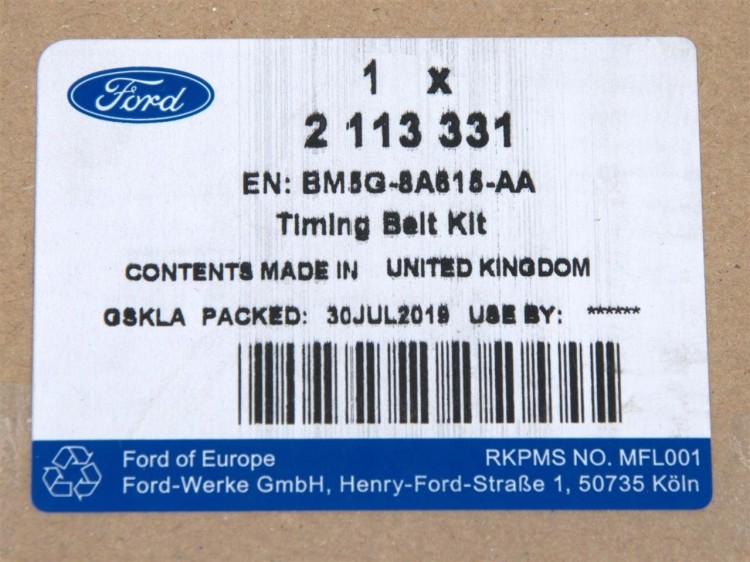 Ford
1 X
2 113 331
EN: BM5G-8A615-AA
Timing Belt Kit
CONTENTS MADE IN UNITED KINGDOM
GSKLA PACKED: 30JUL2019 USE BY: ******
Ford of Europe RKPMS NO. MFL001
Ford-Werke GmbH, Henry-Ford-Straße 1, 50735 Köln